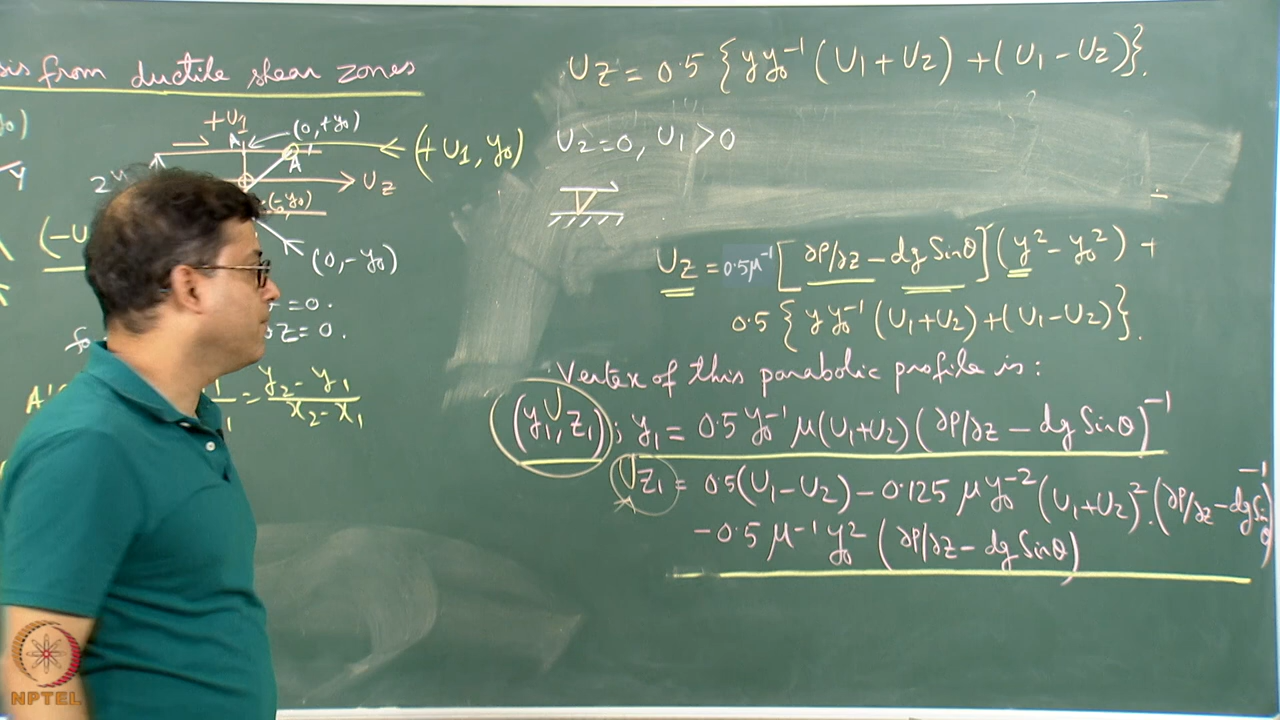 sis from ductile shear zones
+U1
A
(0, +y0)
(+U1, y0)
A
2y
Uz
(-U
(0, -y0)
= 0.
z = 0.
fo
= y2 - y1 / x2 - x1
Uz = 0.5 {y y0^-1 (U1 + U2) + (U1 - U2)}.
U2 = 0, U1 > 0
Uz = 0.5μ^-1 [∂P/∂z - dg Sinθ] (y^2 - y0^2) +
0.5 {y y0^-1 (U1+U2) + (U1 - U2)}.
Vertex of this parabolic profile is:
(y1, Uz1); y1 = 0.5 y0^-1 μ(U1+U2) (∂P/∂z - dg Sinθ)^-1
Uz1 = 0.5(U1 - U2) - 0.125 μ y0^-2 (U1+U2)^2 . (∂P/∂z - dg Sinθ)^-1
- 0.5 μ^-1 y0^2 (∂P/∂z - dg Sinθ)
NPTEL